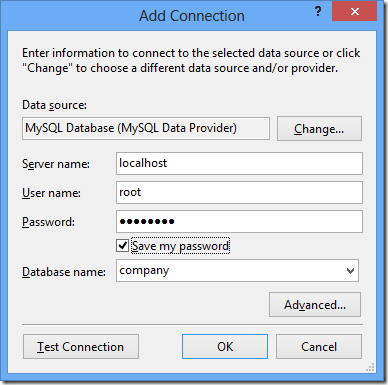 Add Connection
?
Enter information to connect to the selected data source or click
"Change" to choose a different data source and/or provider.
Data source:
MySQL Database (MySQL Data Provider)
Change...
Server name:
localhost
User name:
root
Password:
●●●●●●●●
Save my password
Database name:
company
Advanced...
Test Connection
OK
Cancel